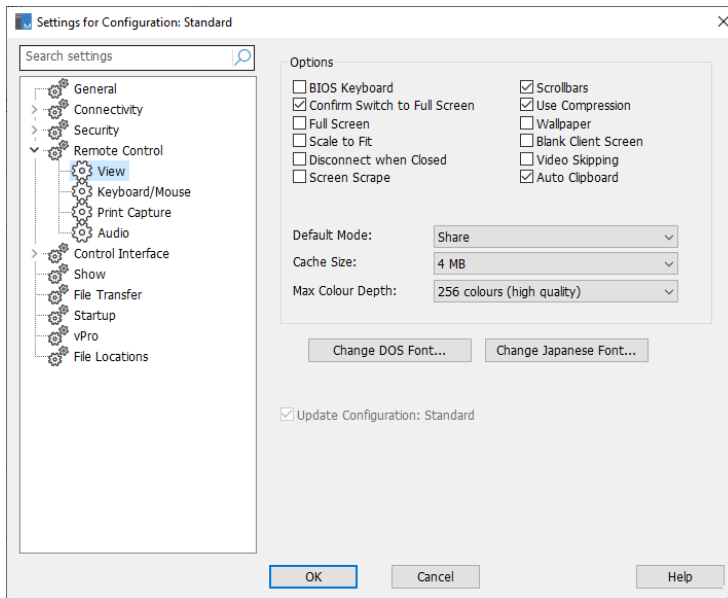 Settings for Configuration: Standard
Search settings
General
Connectivity
Security
Remote Control
View
Keyboard/Mouse
Print Capture
Audio
Control Interface
Show
File Transfer
Startup
vPro
File Locations
Options
BIOS Keyboard
Confirm Switch to Full Screen
Full Screen
Scale to Fit
Disconnect when Closed
Screen Scrape
Scrollbars
Use Compression
Wallpaper
Blank Client Screen
Video Skipping
Auto Clipboard
Default Mode: Share
Cache Size: 4 MB
Max Colour Depth: 256 colours (high quality)
Change DOS Font... Change Japanese Font...
Update Configuration: Standard
OK Cancel Help